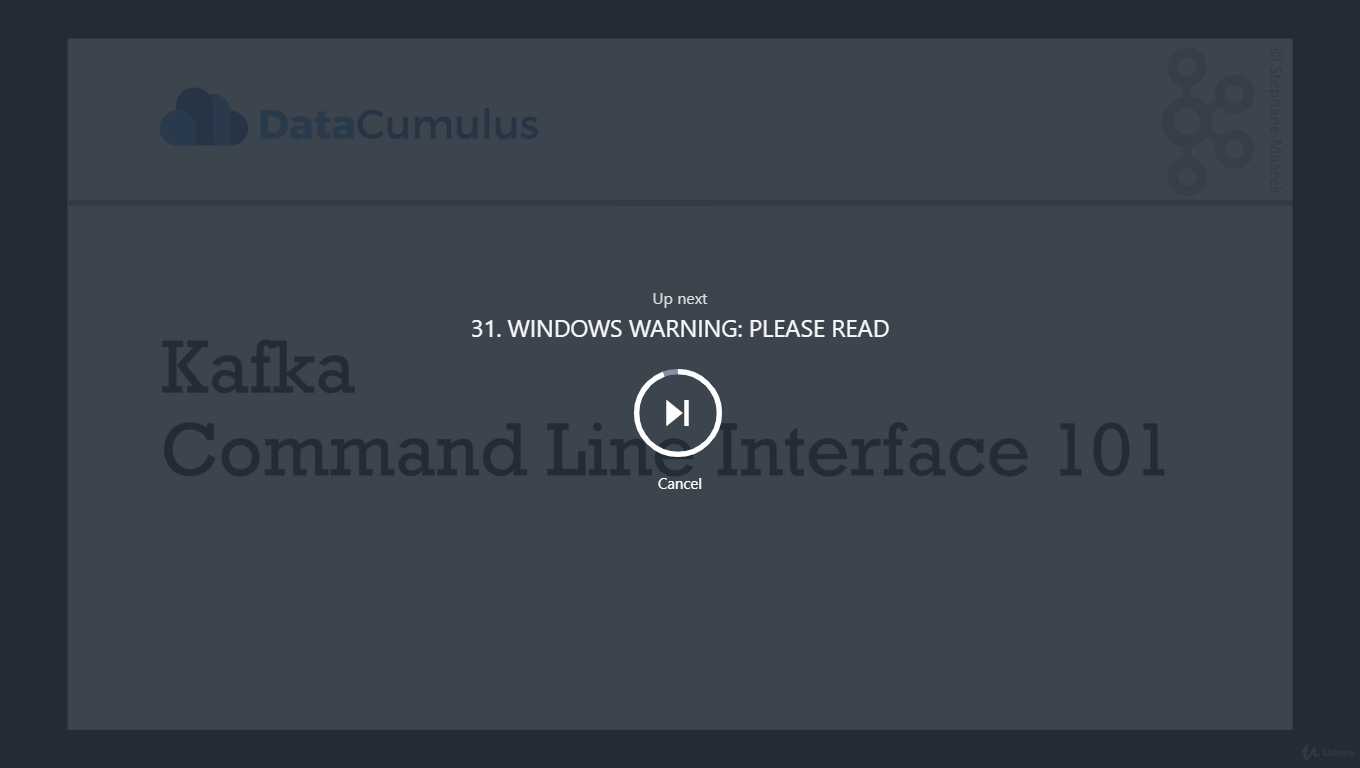 DataCumulus
© Stephane Maarek
Up next
31. WINDOWS WARNING: PLEASE READ
Kafka
Command Line Interface 101
Cancel
Udemy